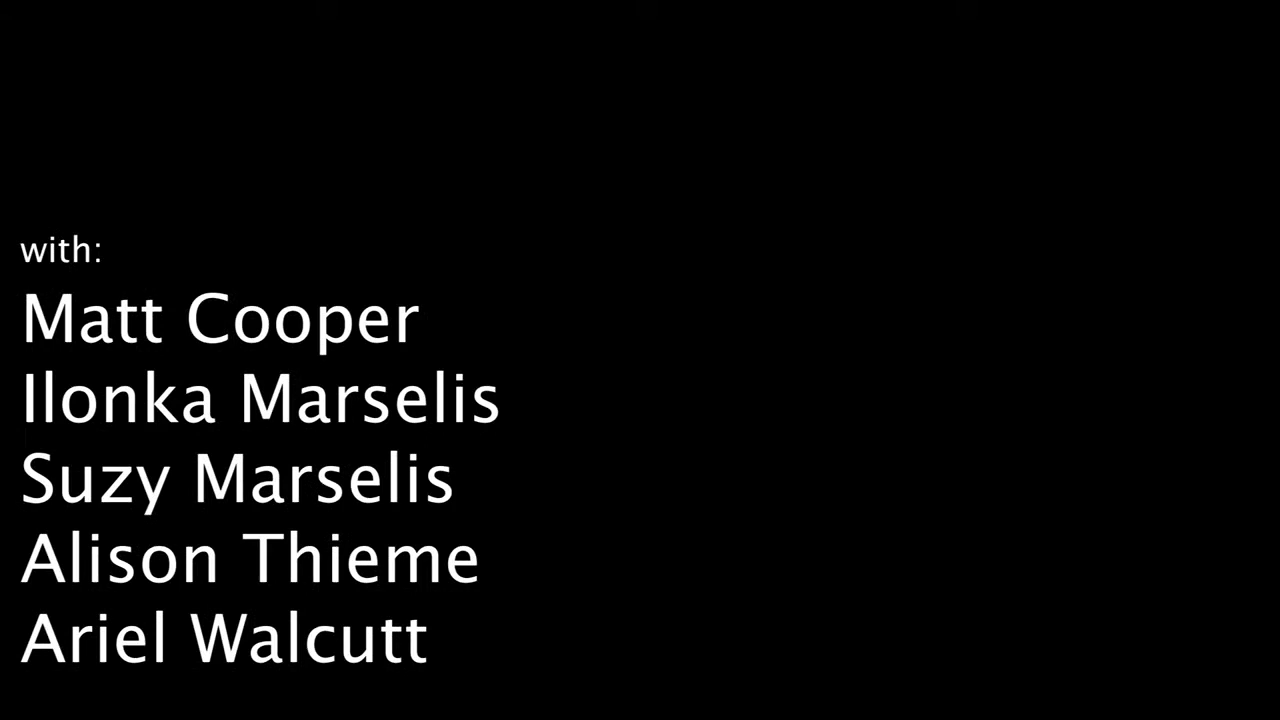 with:
Matt Cooper
Ilonka Marselis
Suzy Marselis
Alison Thieme
Ariel Walcutt